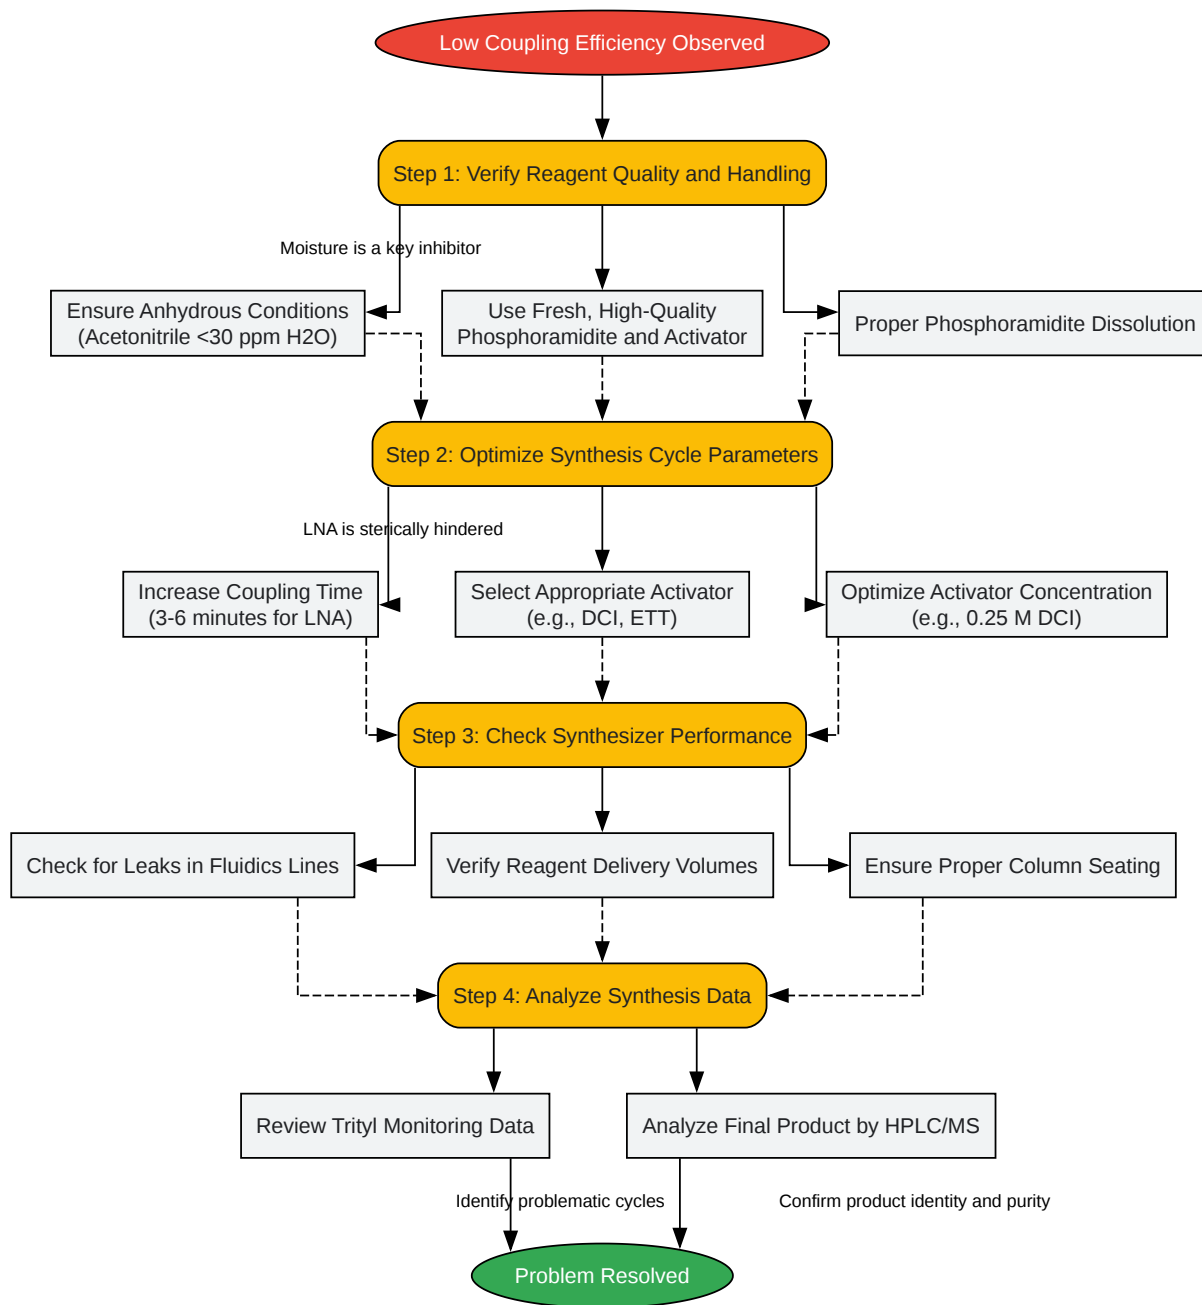 Low Coupling Efficiency Observed
Step 1: Verify Reagent Quality and Handling
Moisture is a key inhibitor
Ensure Anhydrous Conditions
(Acetonitrile <30 ppm H2O)
Use Fresh, High-Quality
Phosphoramidite and Activator
Proper Phosphoramidite Dissolution
Step 2: Optimize Synthesis Cycle Parameters
LNA is sterically hindered
Increase Coupling Time
(3-6 minutes for LNA)
Select Appropriate Activator
(e.g., DCI, ETT)
Optimize Activator Concentration
(e.g., 0.25 M DCI)
Step 3: Check Synthesizer Performance
Check for Leaks in Fluidics Lines
Verify Reagent Delivery Volumes
Ensure Proper Column Seating
Step 4: Analyze Synthesis Data
Review Trityl Monitoring Data
Analyze Final Product by HPLC/MS
Identify problematic cycles
Confirm product identity and purity
Problem Resolved